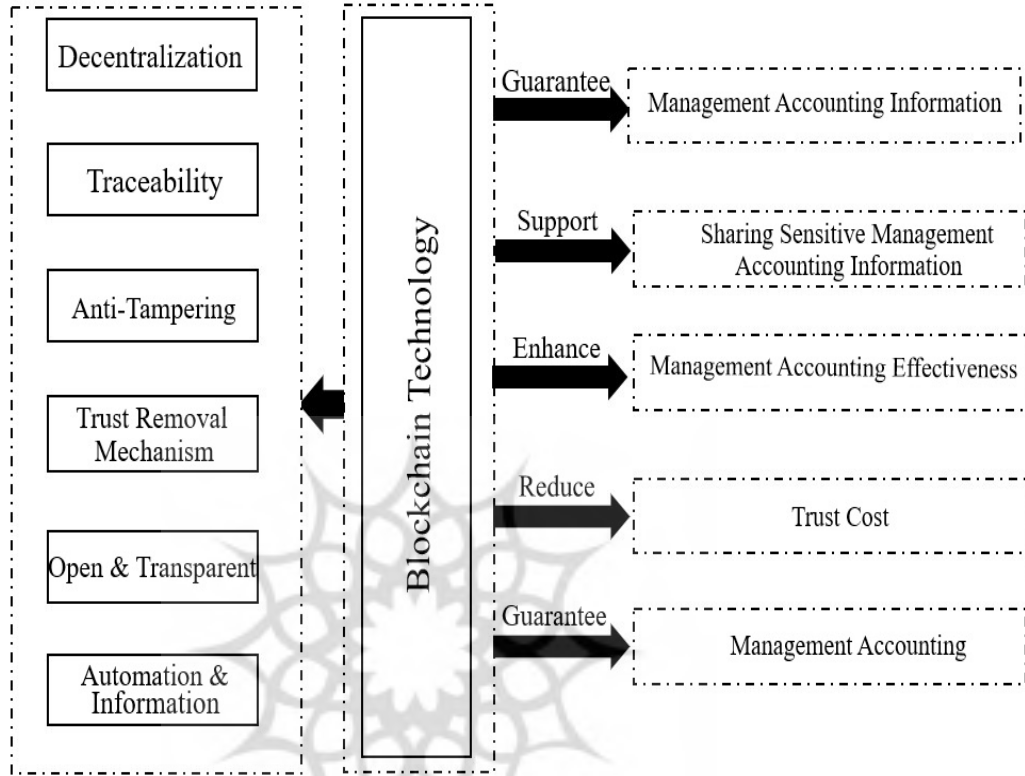 Decentralization
Traceability
Anti-Tampering
Trust Removal
Mechanism
Open & Transparent
Automation &
Information
Blockchain Technology
Guarantee
Management Accounting Information
Support
Sharing Sensitive Management
Accounting Information
Enhance
Management Accounting Effectiveness
Reduce
Trust Cost
Guarantee
Management Accounting